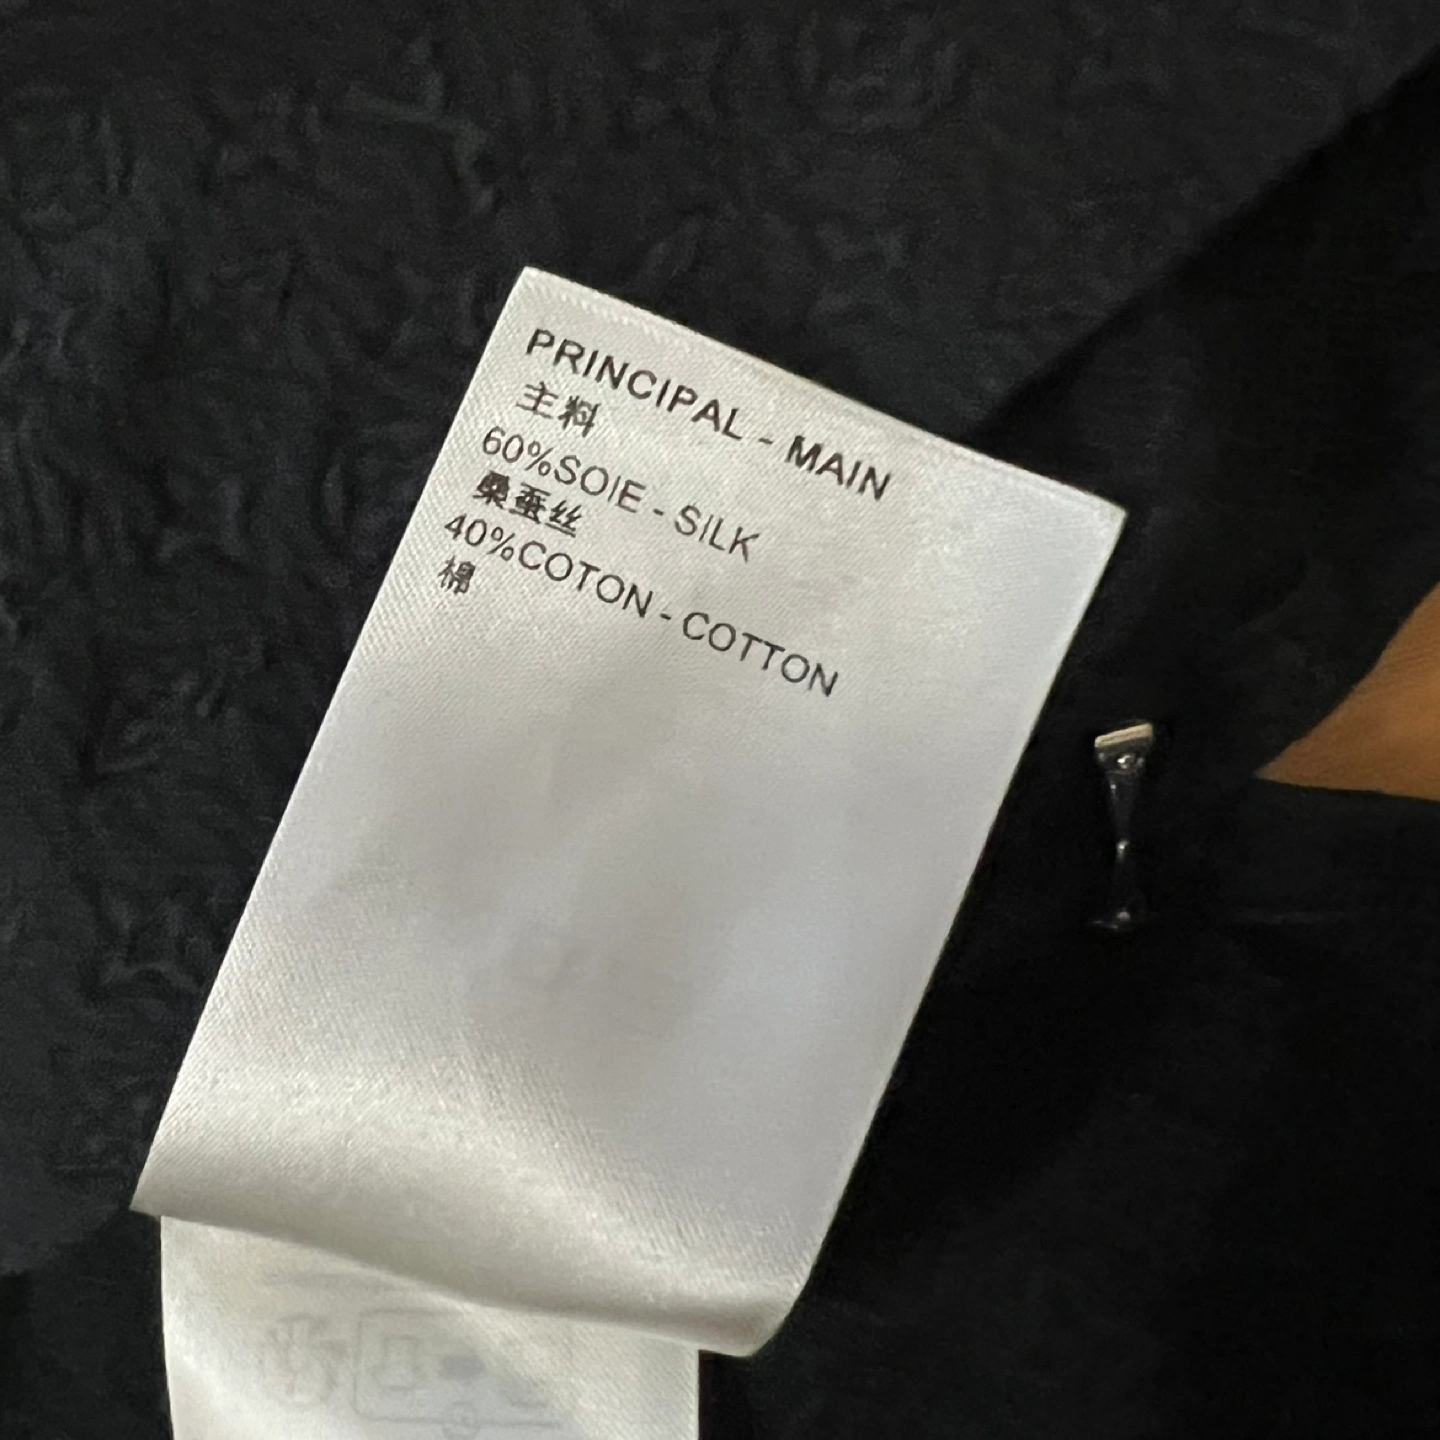 PRINCIPAL - MAIN
主料
60%SOIE - SILK
桑蚕丝
40%COTON - COTTON
棉